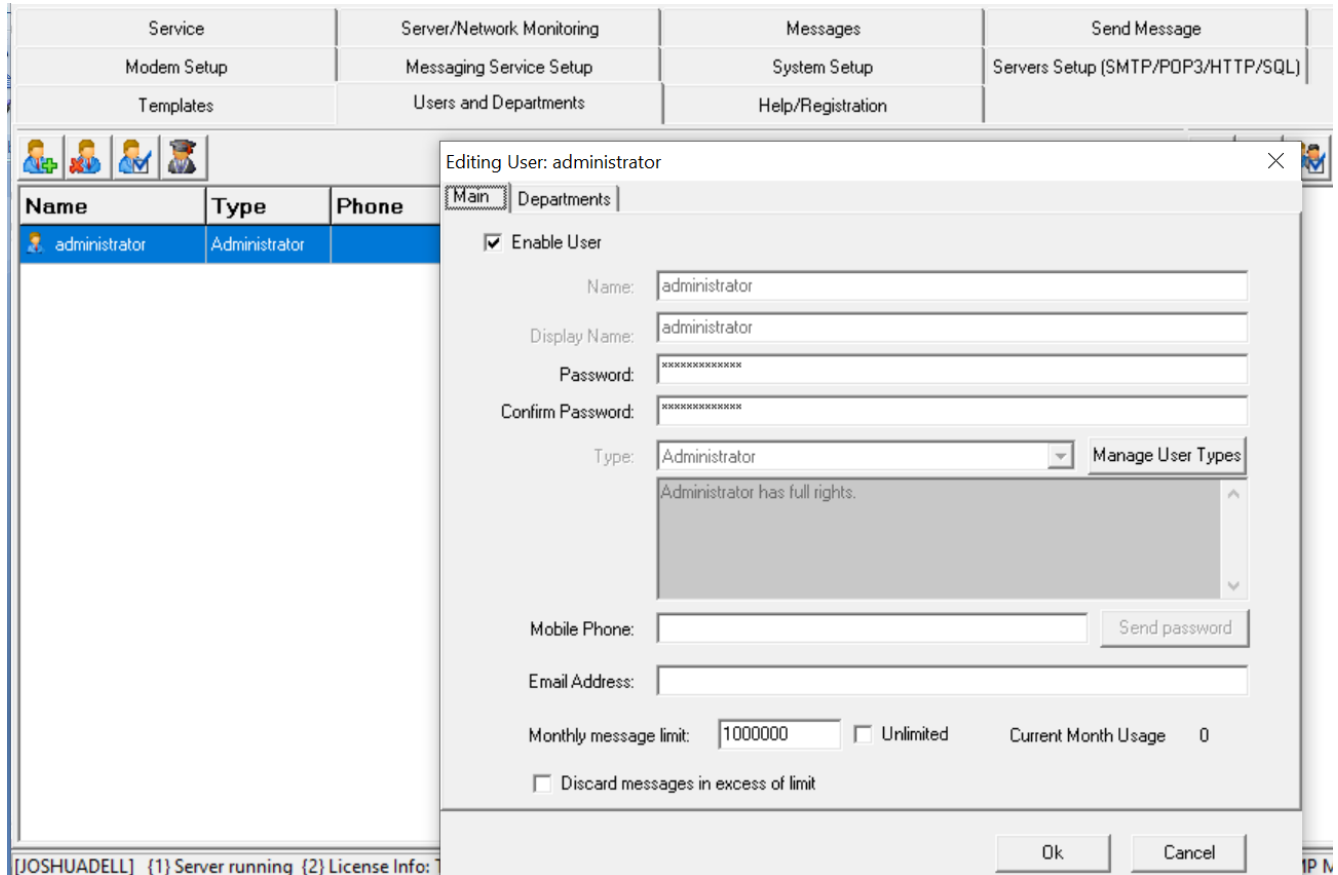 Service Server/Network Monitoring Messages Send Message
Modem Setup Messaging Service Setup System Setup Servers Setup (SMTP/POP3/HTTP/SQL)
Templates Users and Departments Help/Registration
Name Type Phone
administrator Administrator
Editing User: administrator
Main Departments
Enable User
Name: administrator
Display Name: administrator
Password: *************
Confirm Password: *************
Type: Administrator Manage User Types
Administrator has full rights.
Mobile Phone: Send password
Email Address:
Monthly message limit: 1000000 Unlimited Current Month Usage 0
Discard messages in excess of limit
Ok Cancel
[JOSHUADELL] {1} Server running {2} License Info: